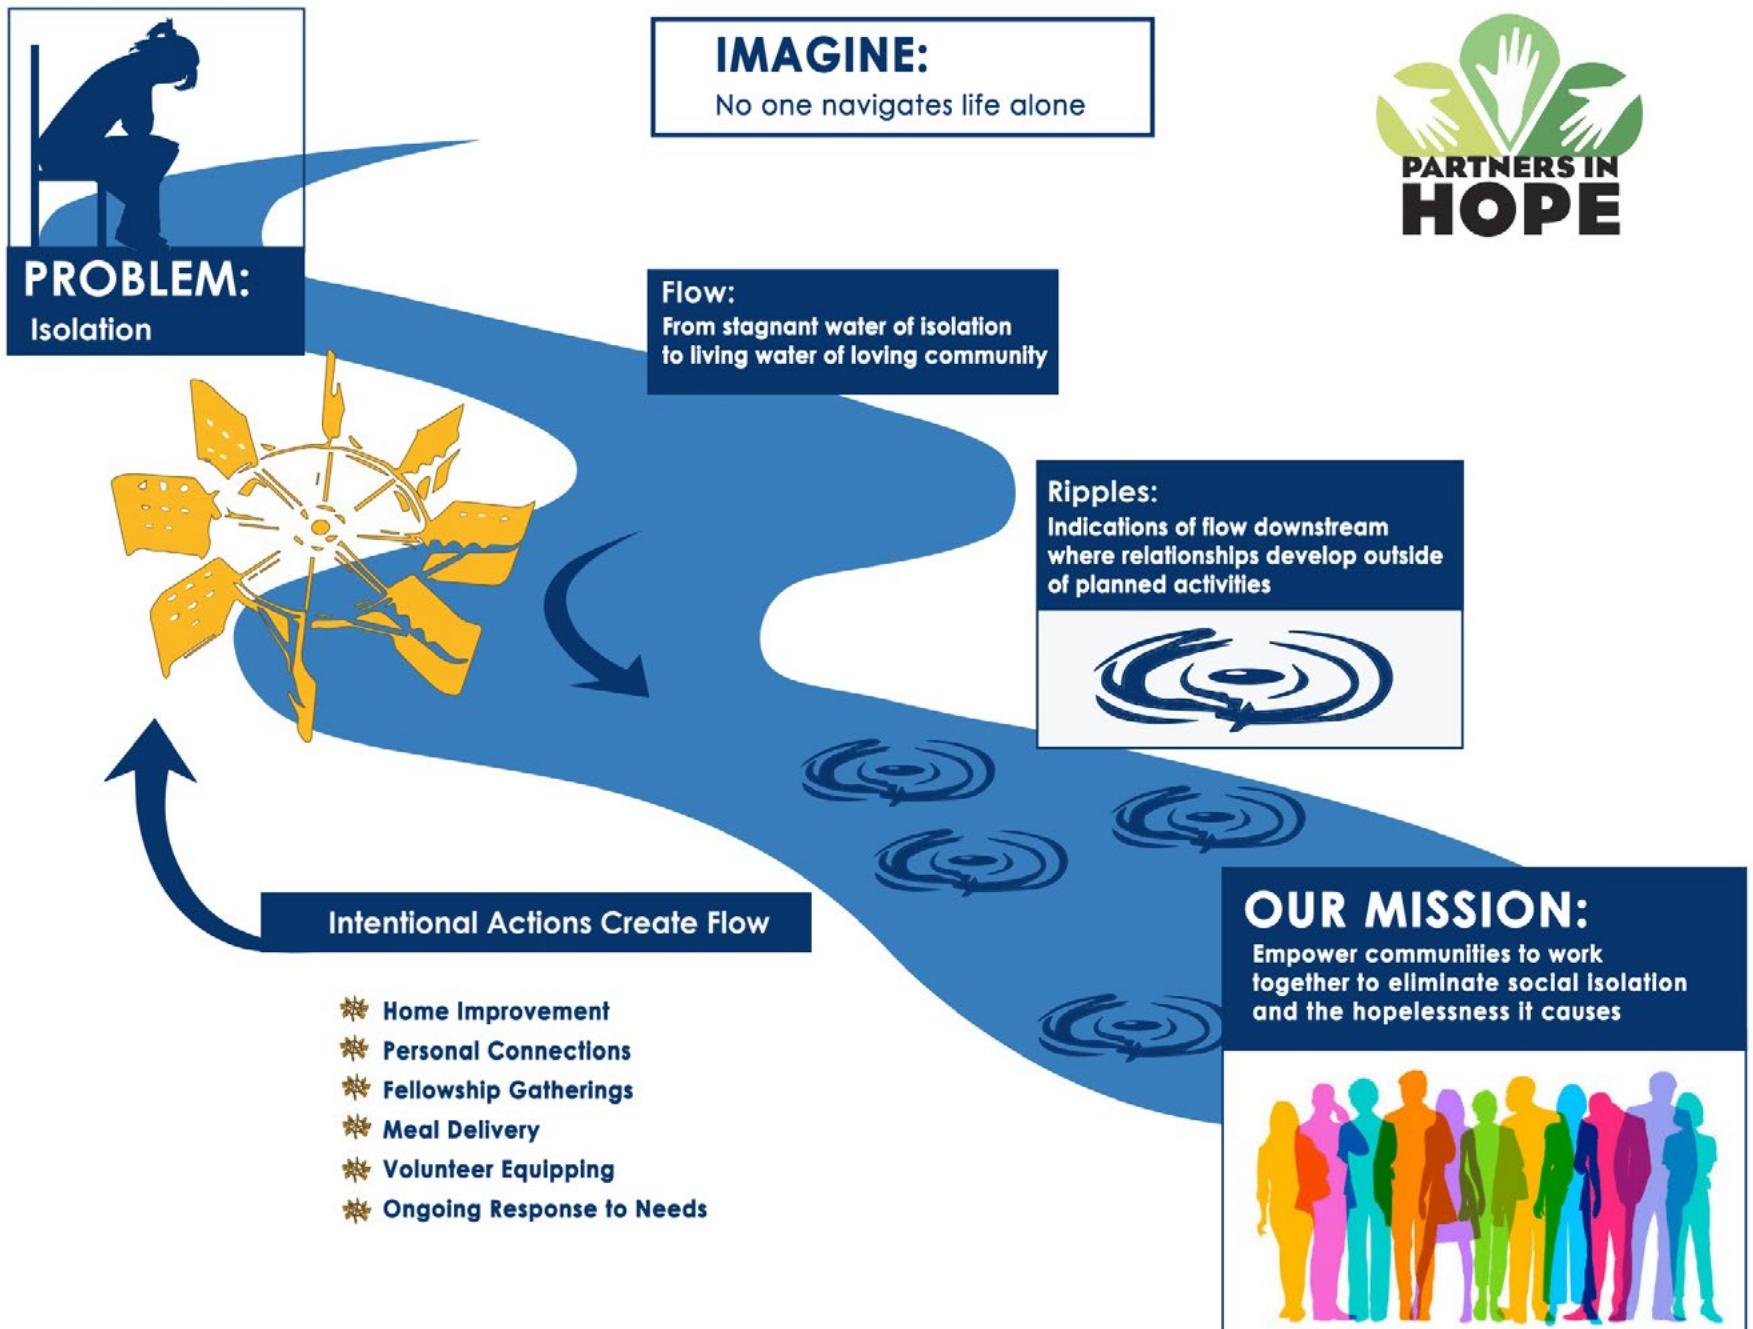 IMAGINE:
No one navigates life alone
PARTNERS IN
HOPE
PROBLEM:
Isolation
Flow:
From stagnant water of isolation
to living water of loving community
Ripples:
Indications of flow downstream
where relationships develop outside
of planned activities
Intentional Actions Create Flow
Home Improvement
Personal Connections
Fellowship Gatherings
Meal Delivery
Volunteer Equipping
Ongoing Response to Needs
OUR MISSION:
Empower communities to work
together to eliminate social isolation
and the hopelessness it causes